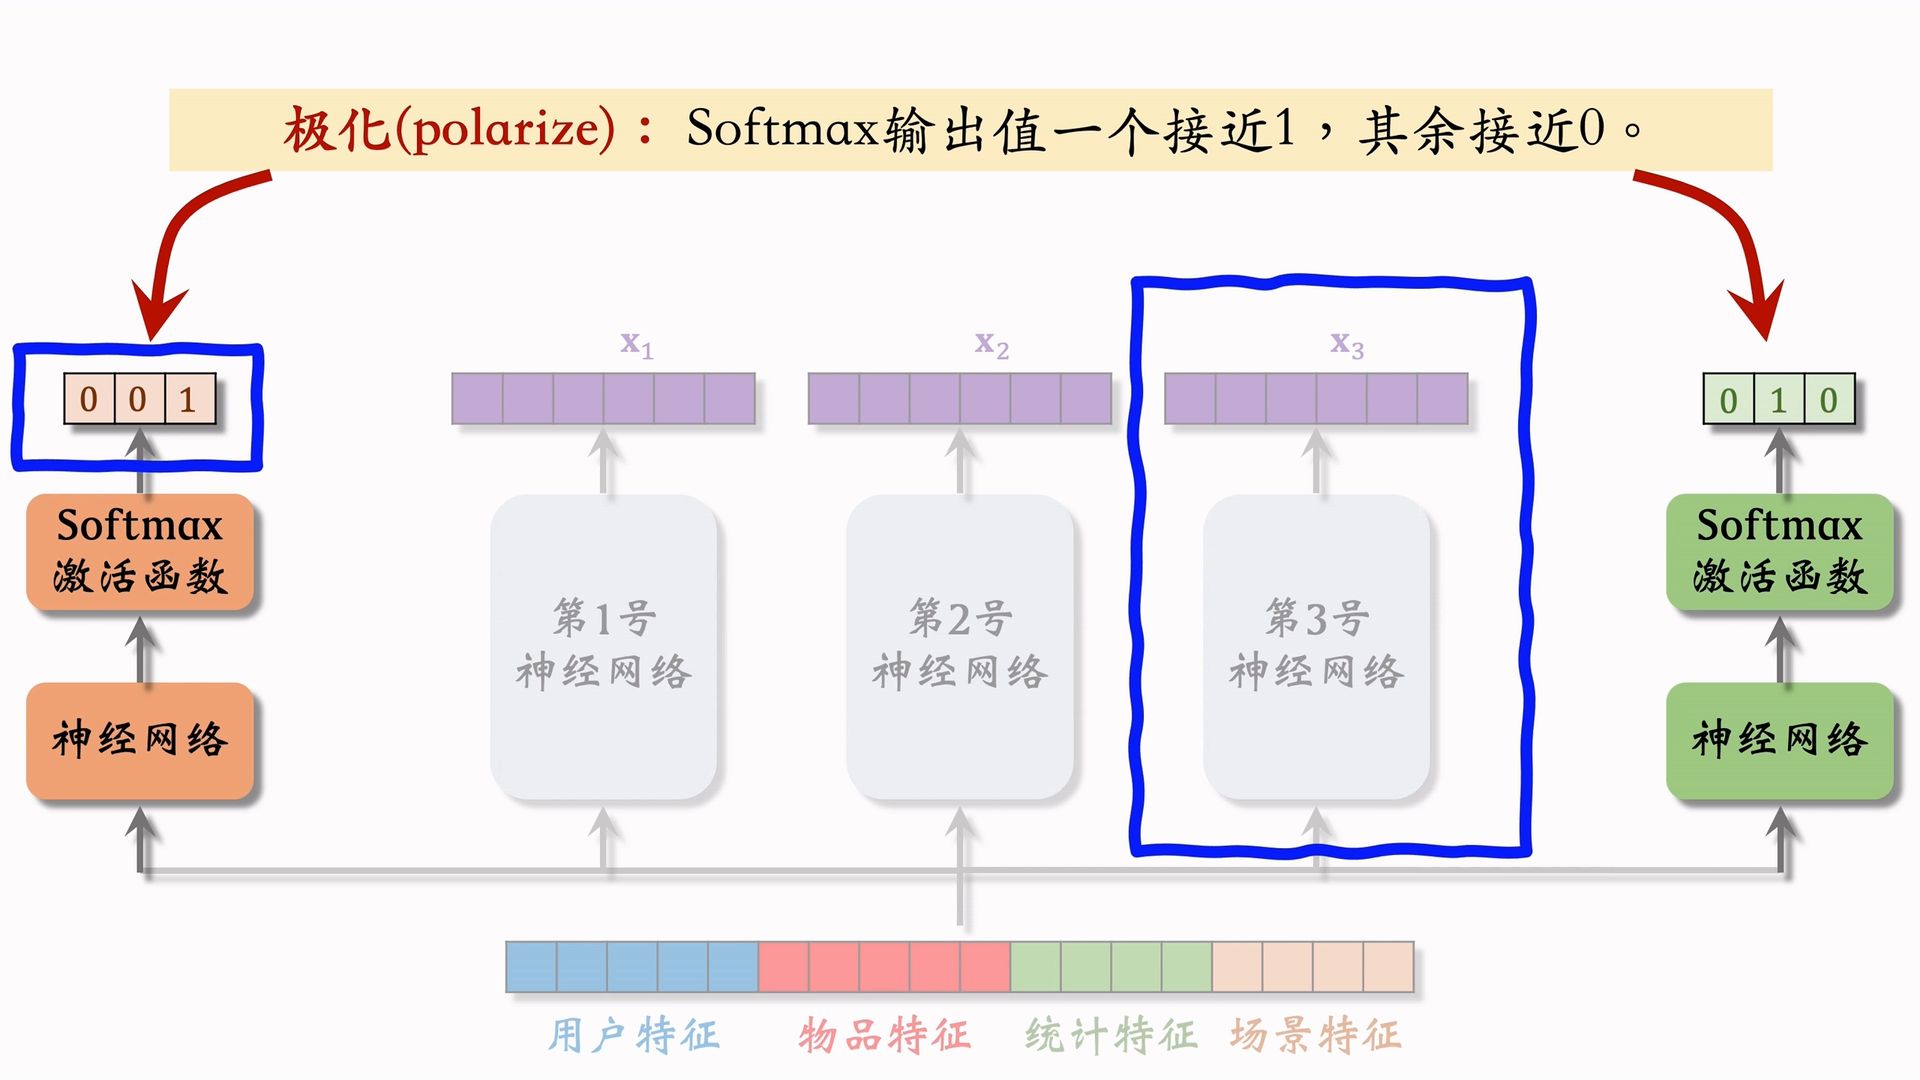 极化(polarize)：Softmax输出值一个接近1，其余接近0。
x1
x2
x3
0 0 1
0 1 0
Softmax
激活函数
Softmax
激活函数
第1号
神经网络
第2号
神经网络
第3号
神经网络
神经网络
神经网络
用户特征
物品特征
统计特征
场景特征